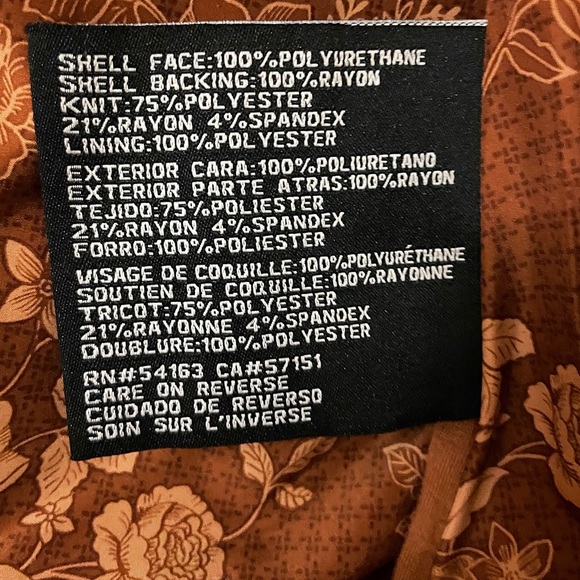 SHELL FACE:100%POLYURETHANE
SHELL BACKING:100%RAYON
KNIT:75%POLYESTER
21%RAYON 4%SPANDEX
LINING:100%POLYESTER
EXTERIOR CARA:100%POLIURETANO
EXTERIOR PARTE ATRAS:100%RAYON
TEJIDO:75%POLIESTER
21%RAYON 4%SPANDEX
FORRO:100%POLIESTER
VISAGE DE COQUILLE:100%POLYURÉTHANE
SOUTIEN DE COQUILLE:100%RAYONNE
TRICOT:75%POLYESTER
21%RAYONNE 4%SPANDEX
DOUBLURE:100%POLYESTER
RN#54163 CA#57151
CARE ON REVERSE
CUIDADO DE REVERSO
SOIN SUR L'INVERSE